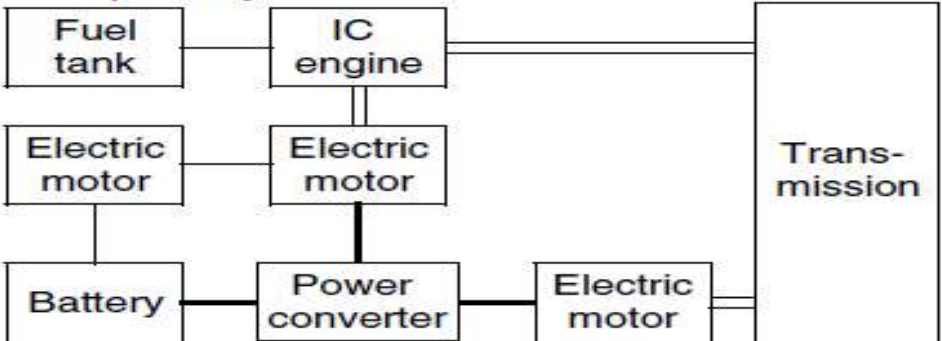 Fuel
tank
IC
engine
Electric
motor
Electric
motor
Trans-
mission
Battery
Power
converter
Electric
motor